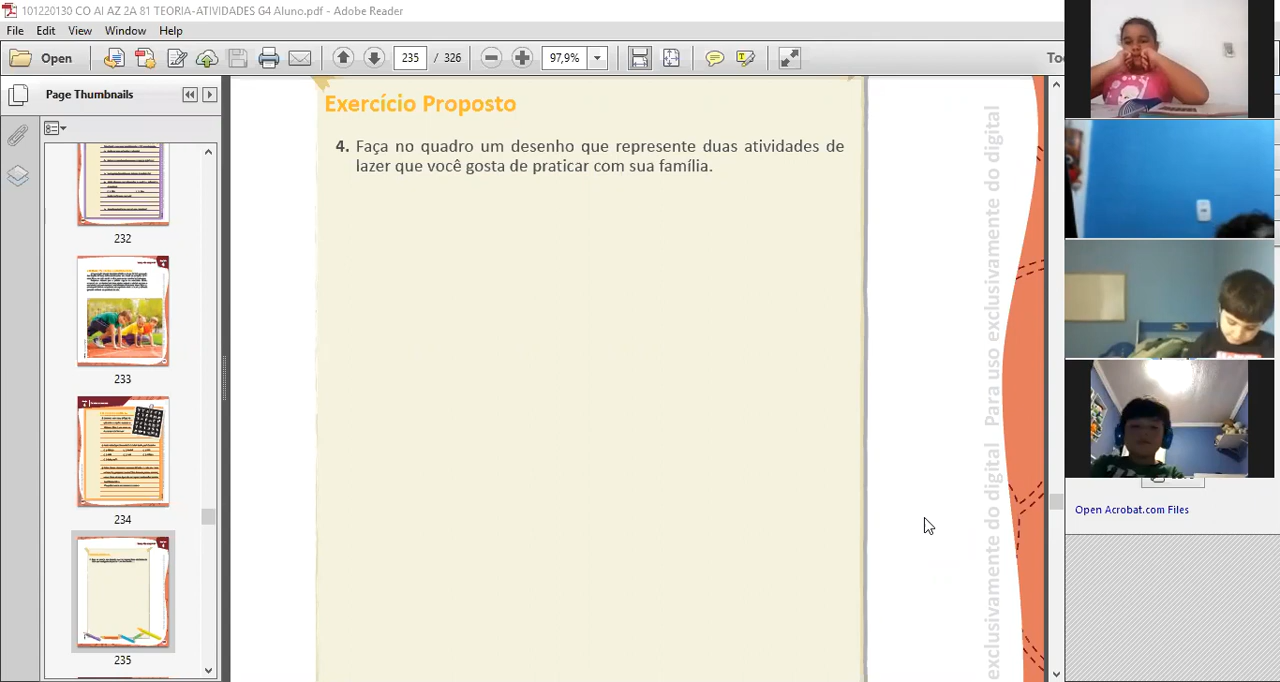 101220130 CO AI AZ 2A 81 TEORIA-ATIVIDADES G4 Aluno.pdf - Adobe Reader
File Edit View Window Help
Open
235
326
97,9%
Page Thumbnails
232
233
234
235
Exercício Proposto
4. Faça no quadro um desenho que represente duas atividades de
lazer que você gosta de praticar com sua família.
Para uso exclusivamente do digital
exclusivamente do digital
Open Acrobat.com Files